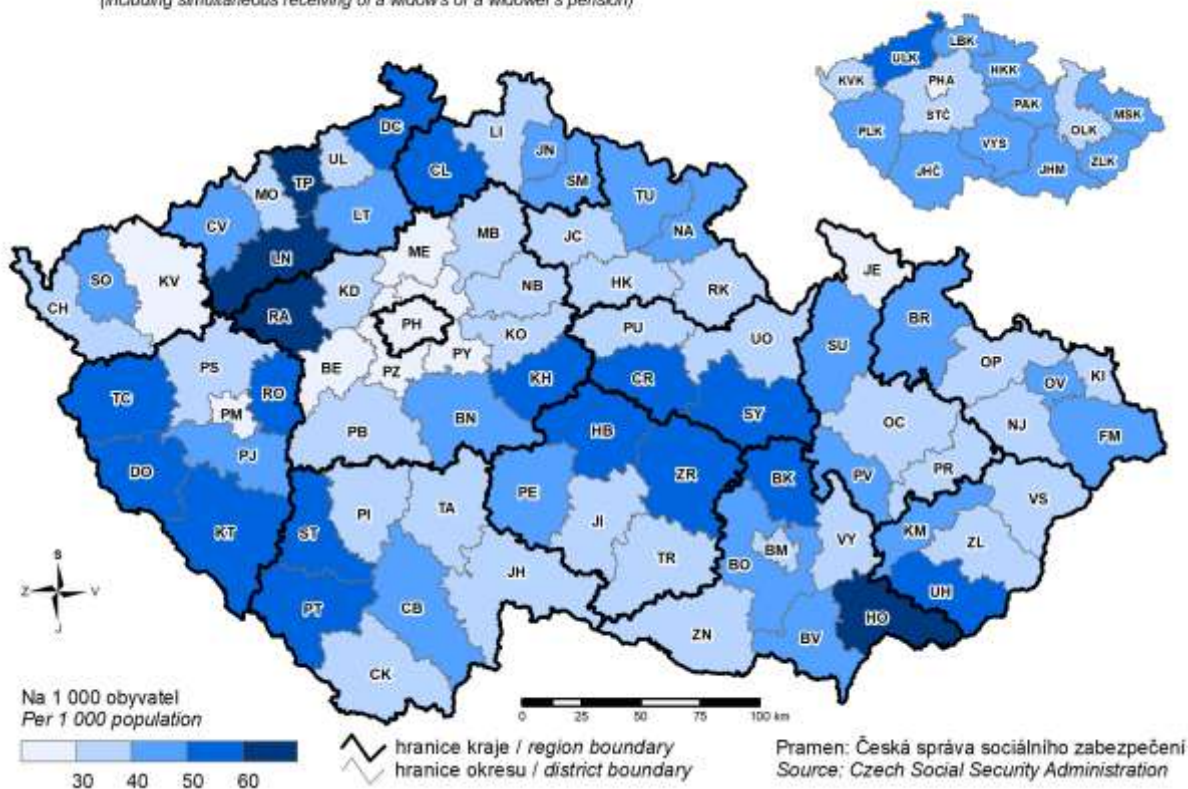 (including simultaneous receiving of a widow's or a widower's pension)
LBK
ULK
HKK
KVK
PHA
STČ
PAK
MSK
PLK
OLK
VYS
ZLK
JHČ
JHM
DC
LI
UL
CL
JN
TP
MO
SM
TU
CV
LT
NA
MB
JC
LN
ME
SO
KV
JE
KD
NB
HK
RK
CH
RA
PH
BR
KO
PU
UO
SU
PS
BE
PZ
PY
OP
KI
TC
RO
KH
CR
OV
PM
SY
OC
PB
BN
HB
NJ
FM
DO
PJ
PR
ZR
BK
PV
PE
VS
PI
TA
KT
ST
JI
KM
VY
ZL
BM
TR
BO
JH
UH
PT
CB
HO
ZN
BV
CK
S
Z V
J
Na 1 000 obyvatel
Per 1 000 population
30 40 50 60
0 25 50 75 100 km
hranice kraje / region boundary
hranice okresu / district boundary
Pramen: Česká správa sociálního zabezpečení
Source: Czech Social Security Administration